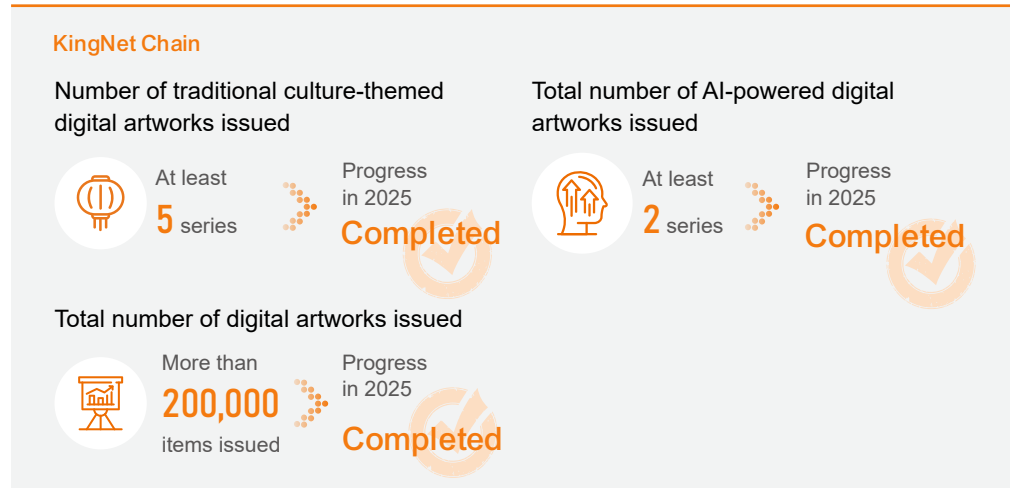 KingNet Chain
Number of traditional culture-themed
digital artworks issued
At least
5 series
Progress
in 2025
Completed
Total number of AI-powered digital
artworks issued
At least
2 series
Progress
in 2025
Completed
Total number of digital artworks issued
More than
200,000
items issued
Progress
in 2025
Completed